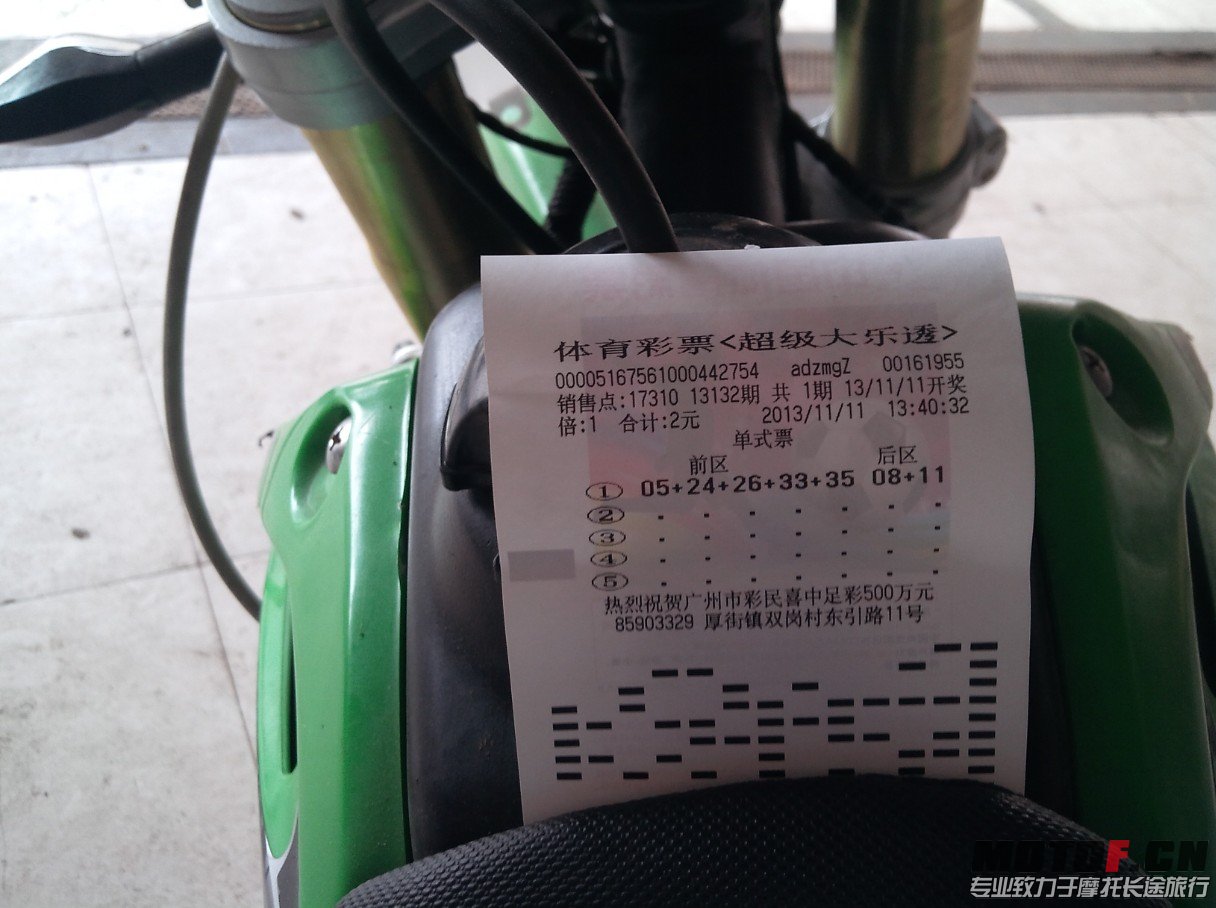 体育彩票<超级大乐透>
00005167561000442754 adzmgZ 00161955
销售点:17310 13132期 共 1期 13/11/11开奖
倍:1 合计:2元 2013/11/11 13:40:32
单式票
前区 后区
① 05+24+26+33+35 08+11
②
③
④
⑤
热烈祝贺广州市彩民喜中足彩500万元
85903329 厚街镇双岗村东引路11号
MOTOF.CN
专业致力于摩托长途旅行